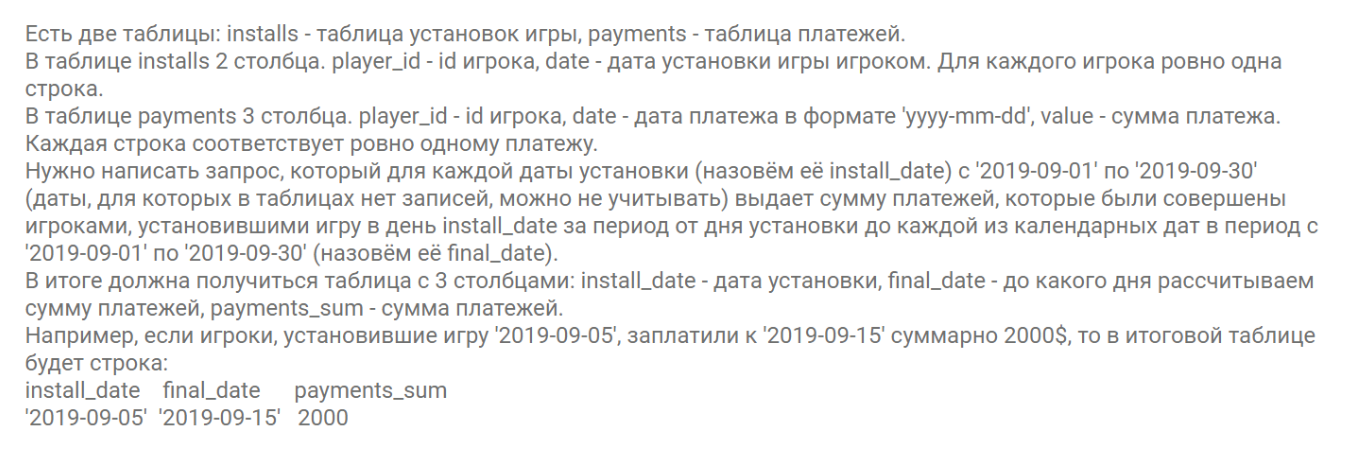 Есть две таблицы: installs - таблица установок игры, payments - таблица платежей.
В таблице installs 2 столбца. player_id - id игрока, date - дата установки игры игроком. Для каждого игрока ровно одна
строка.
В таблице payments 3 столбца. player_id - id игрока, date - дата платежа в формате 'yyyy-mm-dd', value - сумма платежа.
Каждая строка соответствует ровно одному платежу.
Нужно написать запрос, который для каждой даты установки (назовём её install_date) с '2019-09-01' по '2019-09-30'
(даты, для которых в таблицах нет записей, можно не учитывать) выдает сумму платежей, которые были совершены
игроками, установившими игру в день install_date за период от дня установки до каждой из календарных дат в период с
'2019-09-01' по '2019-09-30' (назовём её final_date).
В итоге должна получиться таблица с 3 столбцами: install_date - дата установки, final_date - до какого дня рассчитываем
сумму платежей, payments_sum - сумма платежей.
Например, если игроки, установившие игру '2019-09-05', заплатили к '2019-09-15' суммарно 2000$, то в итоговой таблице
будет строка:
install_date final_date payments_sum
'2019-09-05' '2019-09-15' 2000